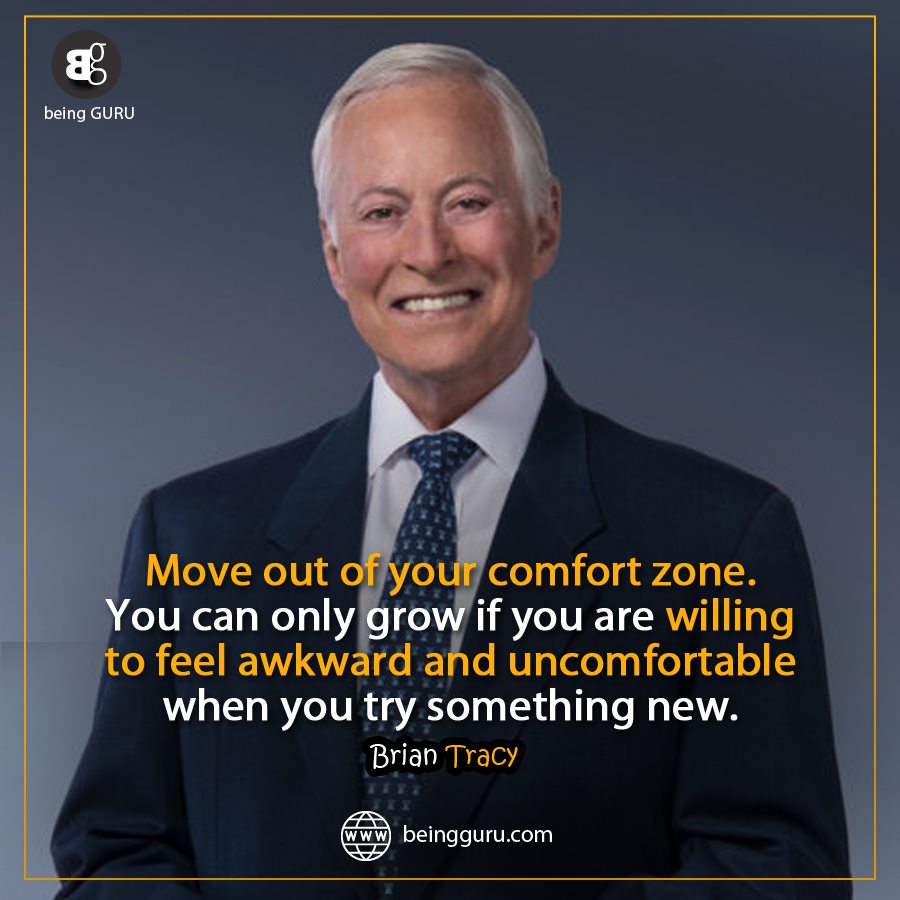 Bg
being GURU
Move out of your comfort zone.
You can only grow if you are willing
to feel awkward and uncomfortable
when you try something new.
Brian Tracy
www beingguru.com